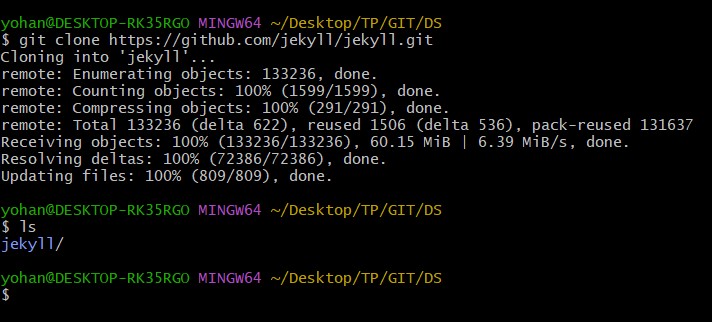 yohan@DESKTOP-RK35RGO MINGW64 ~/Desktop/TP/GIT/DS
$ git clone https://github.com/jekyll/jekyll.git
Cloning into 'jekyll'...
remote: Enumerating objects: 133236, done.
remote: Counting objects: 100% (1599/1599), done.
remote: Compressing objects: 100% (291/291), done.
remote: Total 133236 (delta 622), reused 1506 (delta 536), pack-reused 131637
Receiving objects: 100% (133236/133236), 60.15 MiB | 6.39 MiB/s, done.
Resolving deltas: 100% (72386/72386), done.
Updating files: 100% (809/809), done.
yohan@DESKTOP-RK35RGO MINGW64 ~/Desktop/TP/GIT/DS
$ ls
jekyll/
yohan@DESKTOP-RK35RGO MINGW64 ~/Desktop/TP/GIT/DS
$